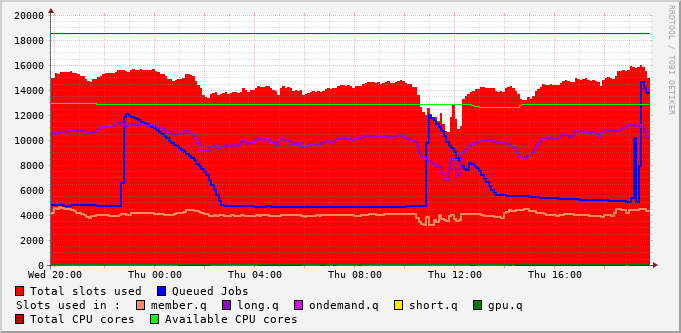 RRDTOOL / TOBI OETIKER
20000
18000
16000
14000
12000
10000
8000
6000
4000
2000
0
Wed 20:00 Thu 00:00 Thu 04:00 Thu 08:00 Thu 12:00 Thu 16:00
Total slots used Queued Jobs
Slots used in : member.q long.q ondemand.q short.q gpu.q
Total CPU cores Available CPU cores